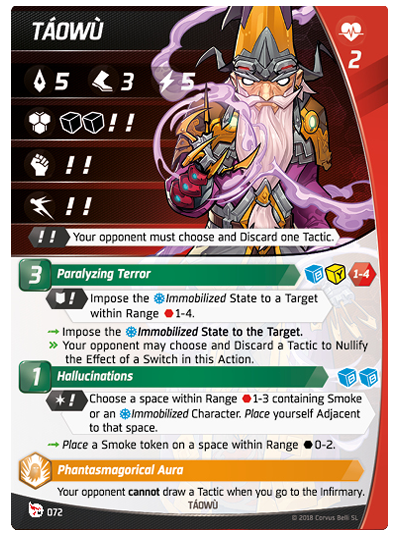 TÁOWÙ
2
5 3 5
! !
! !
! !
! ! Your opponent must choose and Discard one Tactic.
3 Paralyzing Terror B Y 1-4
! Impose the Immobilized State to a Target
within Range 1-4.
Impose the Immobilized State to the Target.
Your opponent may choose and Discard a Tactic to Nullify
the Effect of a Switch in this Action.
1 Hallucinations B B
! Choose a space within Range 1-3 containing Smoke
or an Immobilized Character. Place yourself Adjacent
to that space.
Place a Smoke token on a space within Range 0-2.
Phantasmagorical Aura
Your opponent cannot draw a Tactic when you go to the Infirmary.
072 TÁOWÙ
© 2018 Corvus Belli SL